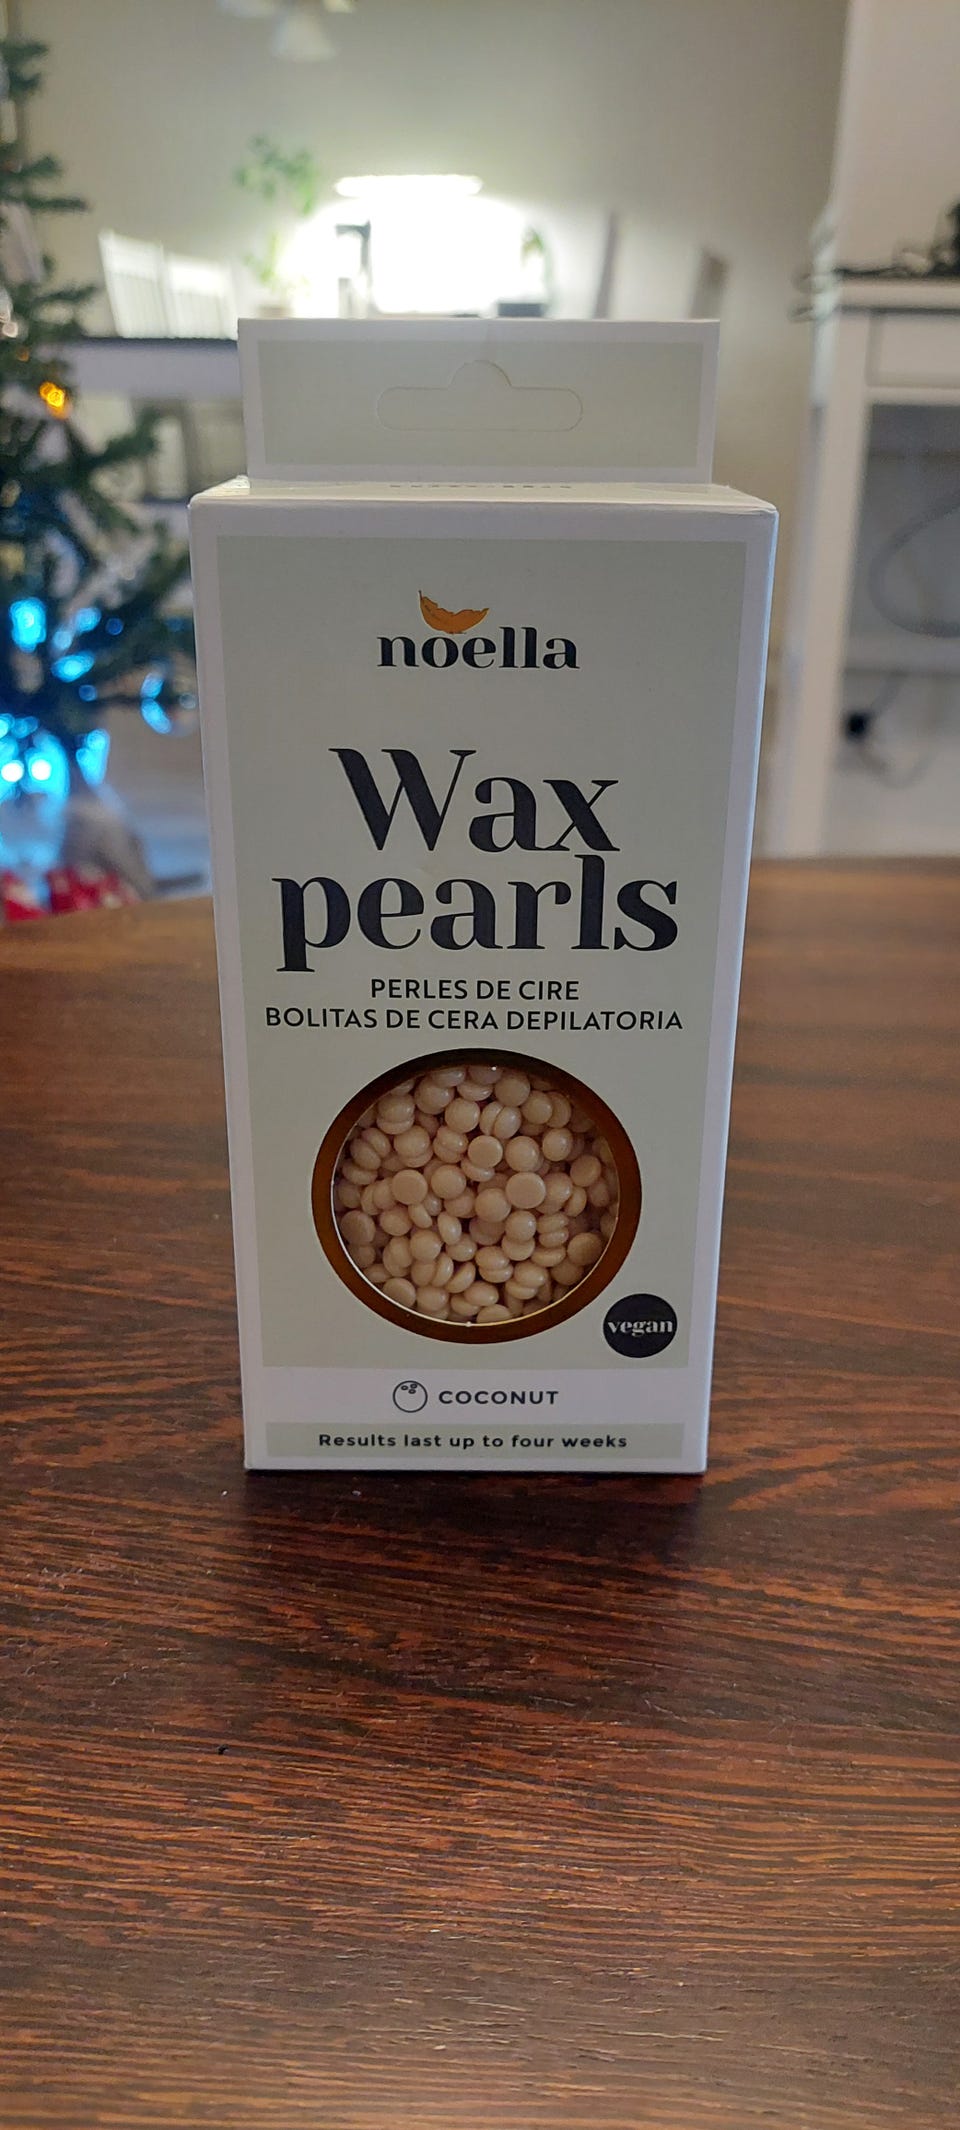 noella
Wax
pearls
PERLES DE CIRE
BOLITAS DE CERA DEPILATORIA
vegan
COCONUT
Results last up to four weeks